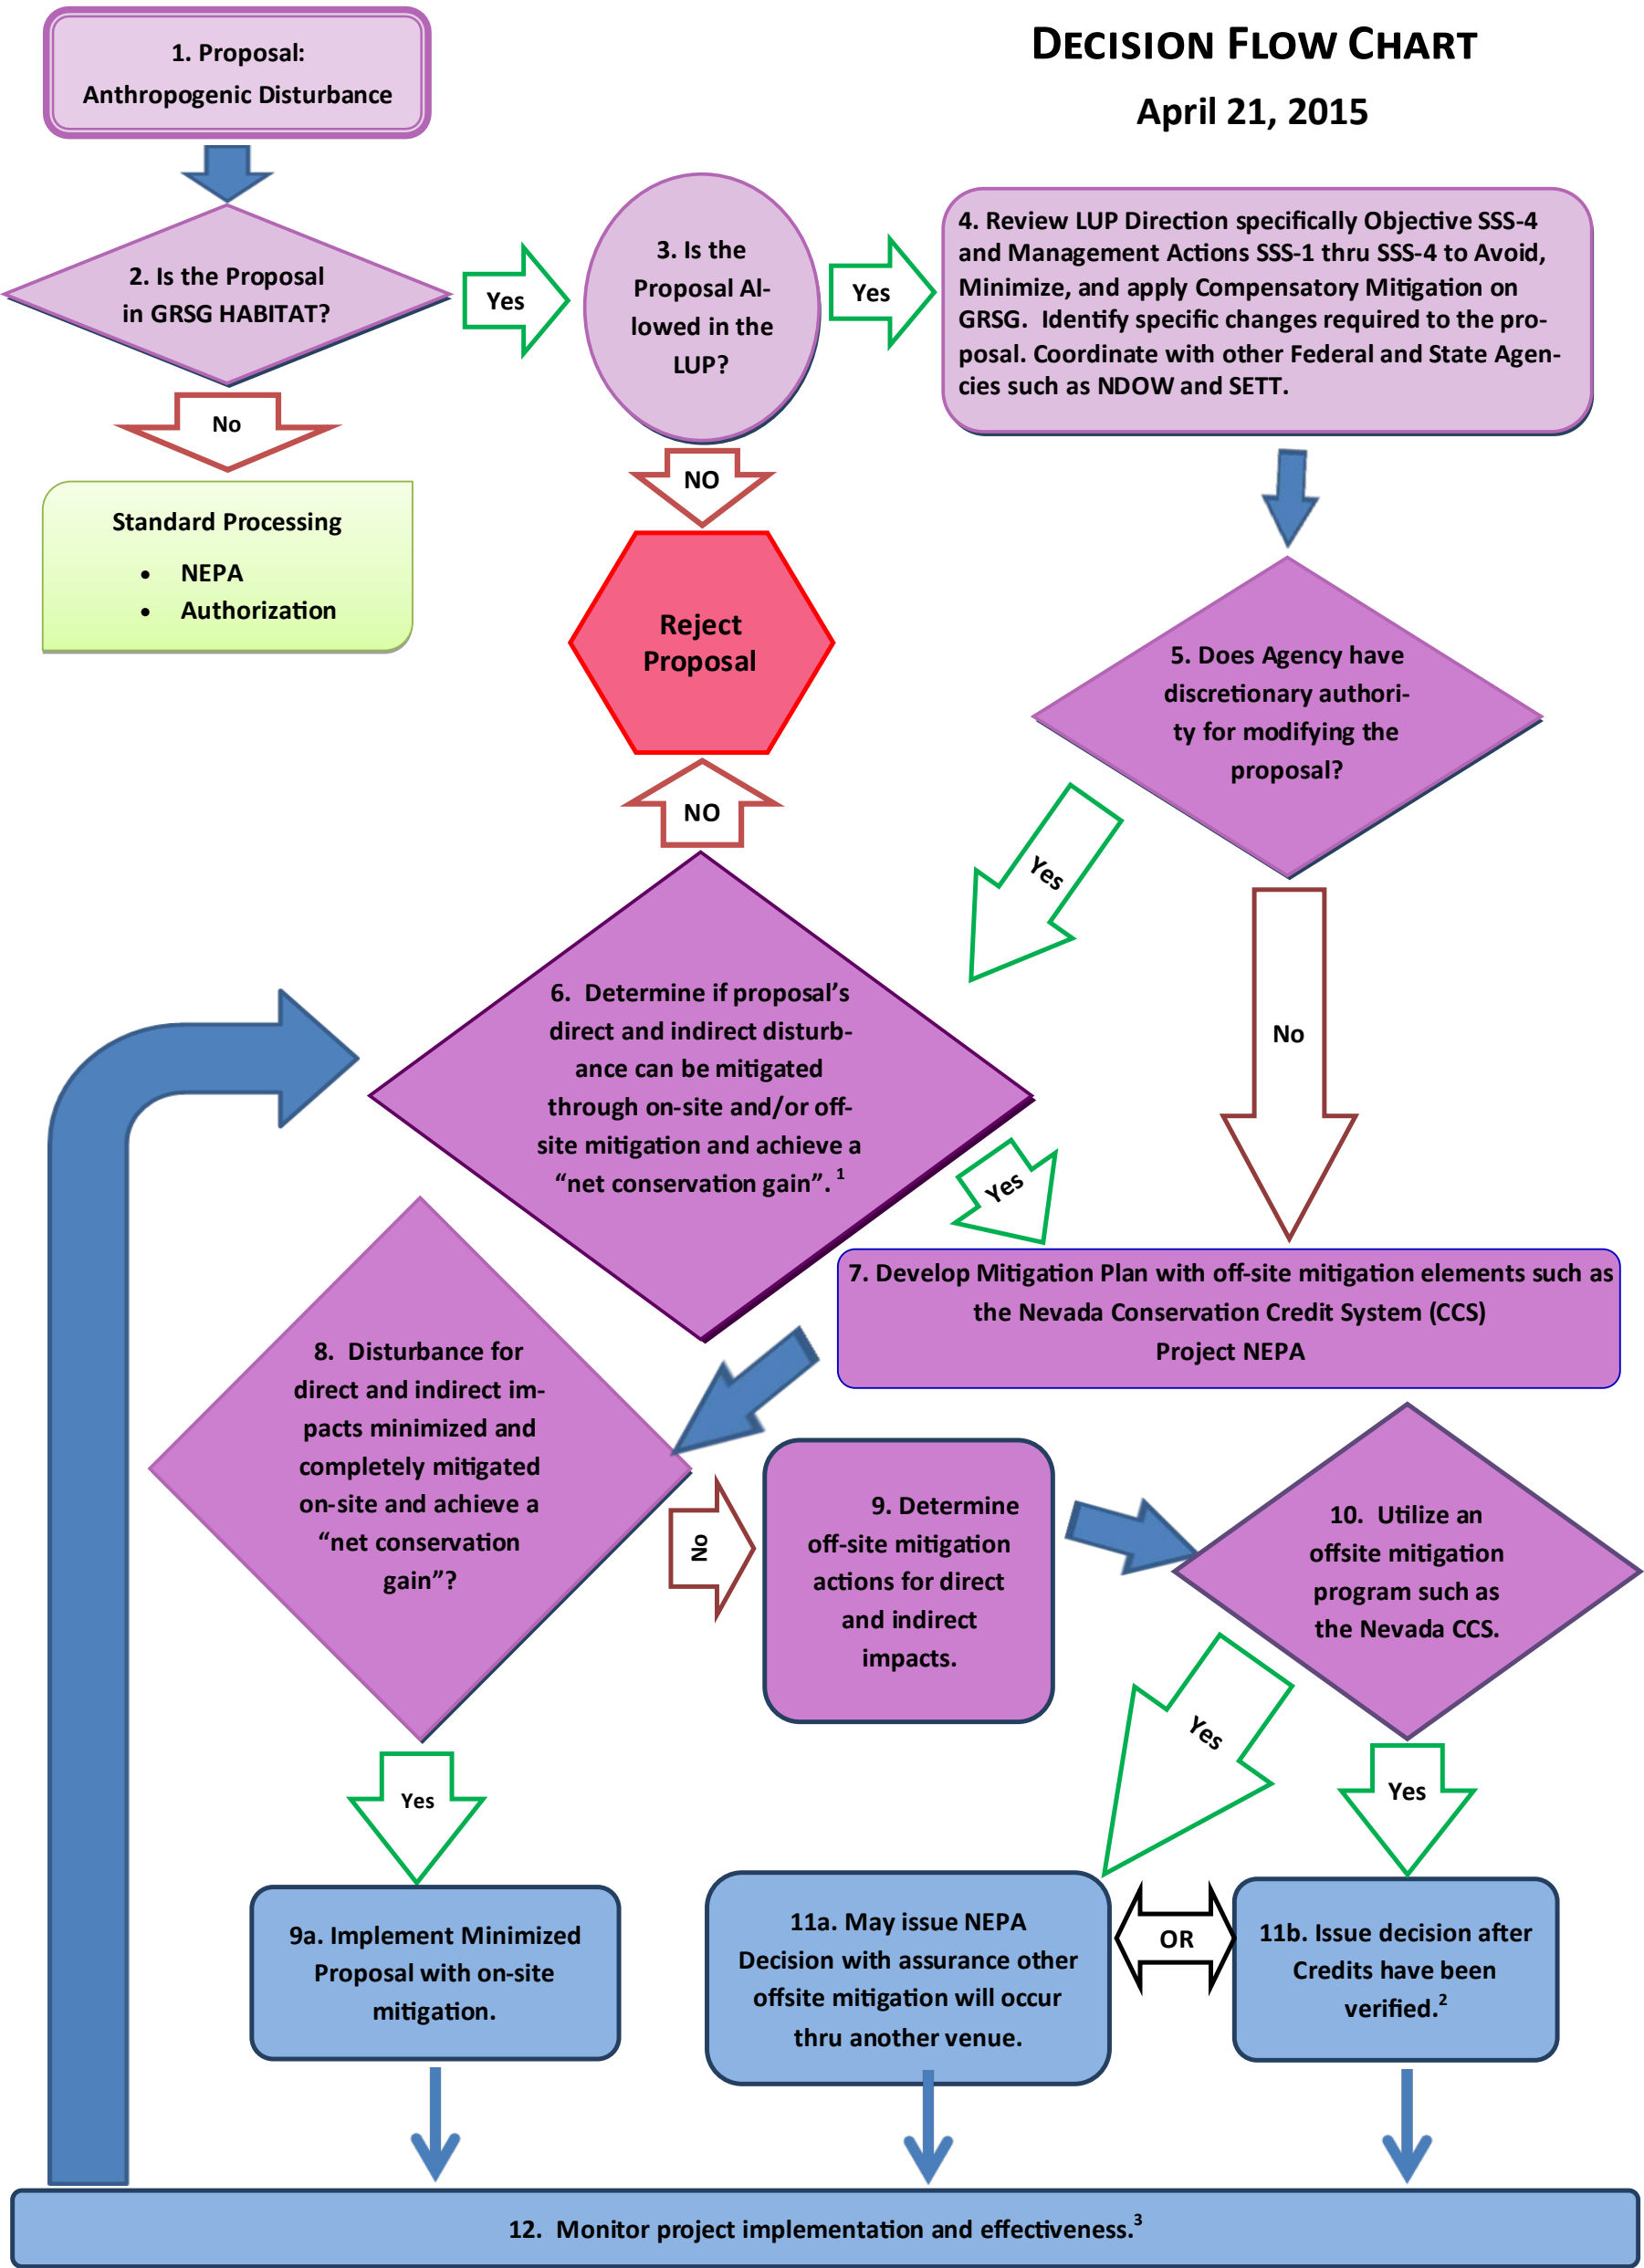 DECISION FLOW CHART
April 21, 2015
1. Proposal:
Anthropogenic Disturbance
2. Is the Proposal
in GRSG HABITAT?
Yes
No
Standard Processing
• NEPA
• Authorization
3. Is the
Proposal Al-
lowed in the
LUP?
Yes
NO
Reject
Proposal
4. Review LUP Direction specifically Objective SSS-4
and Management Actions SSS-1 thru SSS-4 to Avoid,
Minimize, and apply Compensatory Mitigation on
GRSG. Identify specific changes required to the pro-
posal. Coordinate with other Federal and State Agen-
cies such as NDOW and SETT.
5. Does Agency have
discretionary authori-
ty for modifying the
proposal?
Yes
No
NO
6. Determine if proposal’s
direct and indirect disturb-
ance can be mitigated
through on-site and/or off-
site mitigation and achieve a
“net conservation gain”. 1
Yes
7. Develop Mitigation Plan with off-site mitigation elements such as
the Nevada Conservation Credit System (CCS)
Project NEPA
8. Disturbance for
direct and indirect im-
pacts minimized and
completely mitigated
on-site and achieve a
“net conservation
gain”?
No
Yes
9. Determine
off-site mitigation
actions for direct
and indirect
impacts.
10. Utilize an
offsite mitigation
program such as
the Nevada CCS.
Yes
Yes
9a. Implement Minimized
Proposal with on-site
mitigation.
11a. May issue NEPA
Decision with assurance other
offsite mitigation will occur
thru another venue.
OR
11b. Issue decision after
Credits have been
verified.2
12. Monitor project implementation and effectiveness.3